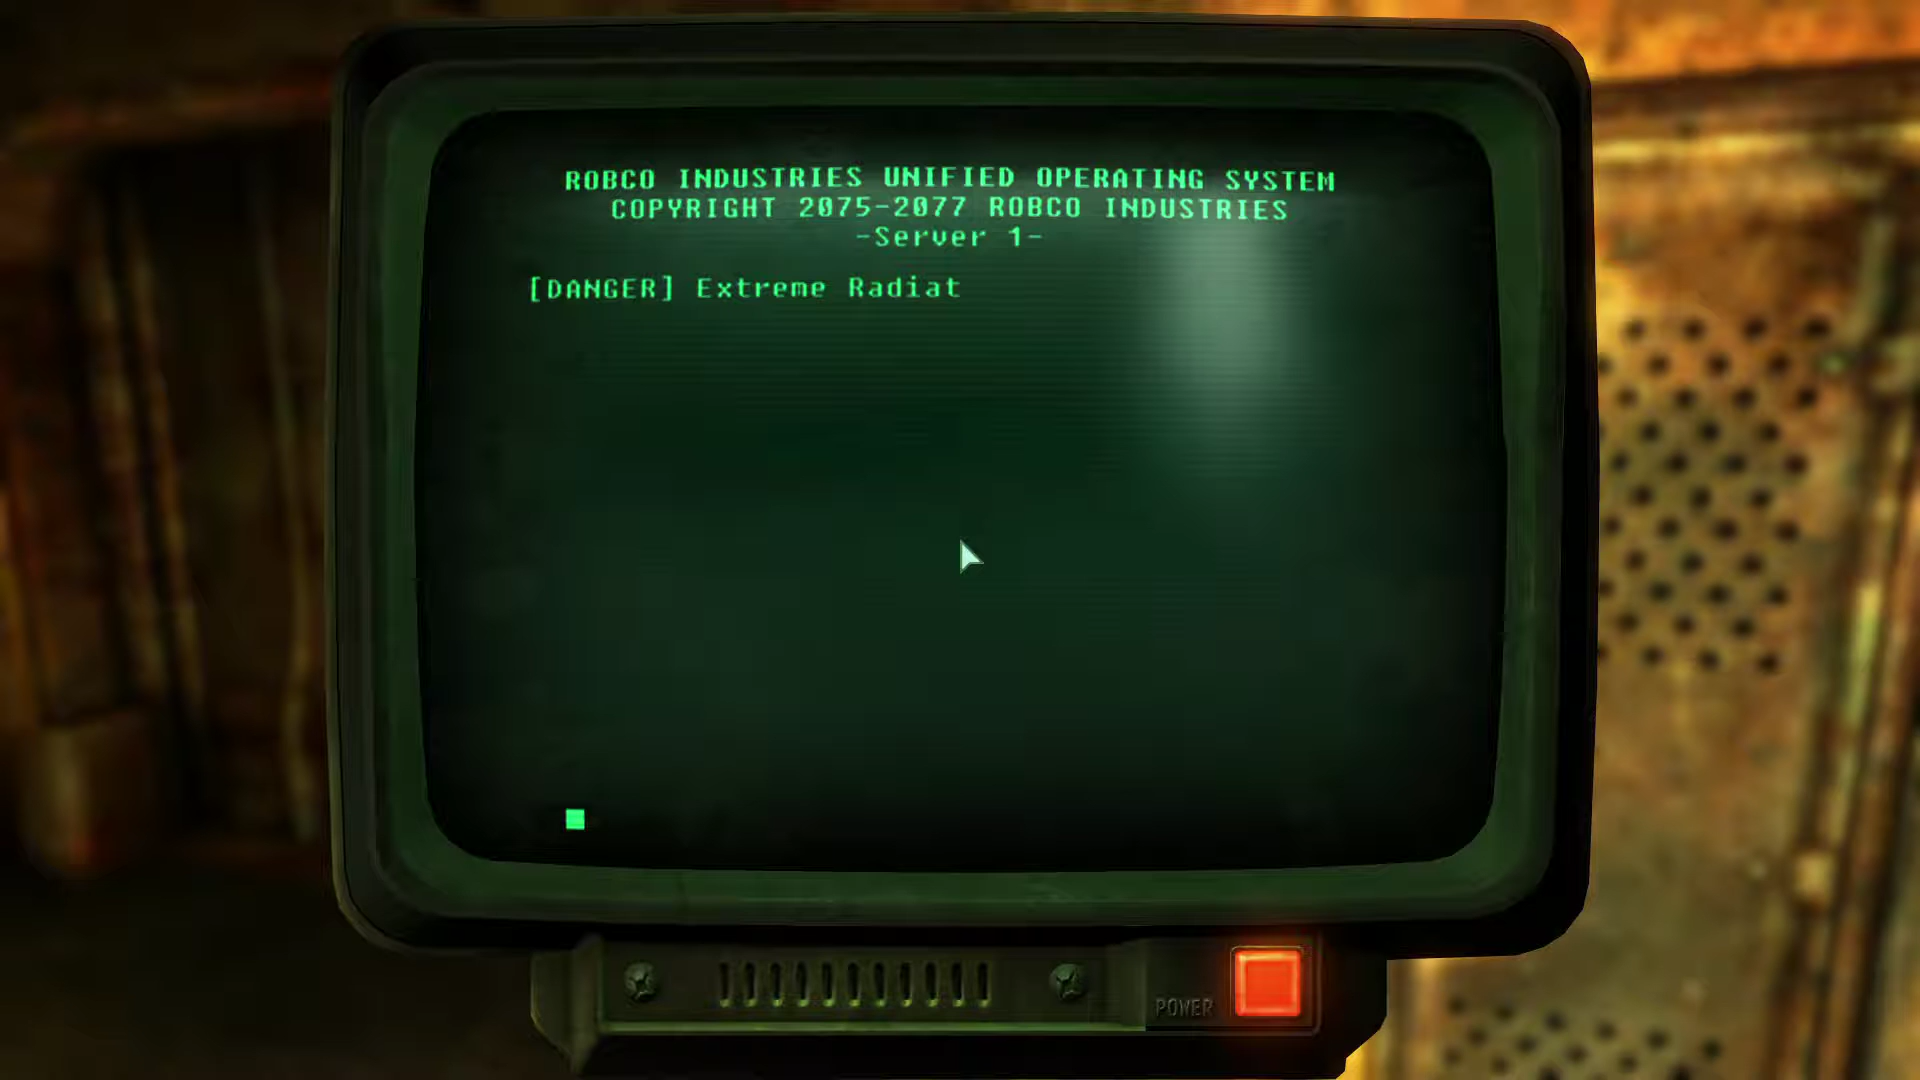 ROBCO INDUSTRIES UNIFIED OPERATING SYSTEM
COPYRIGHT 2075-2077 ROBCO INDUSTRIES
-Server 1-
[DANGER] Extreme Radiat
POWER